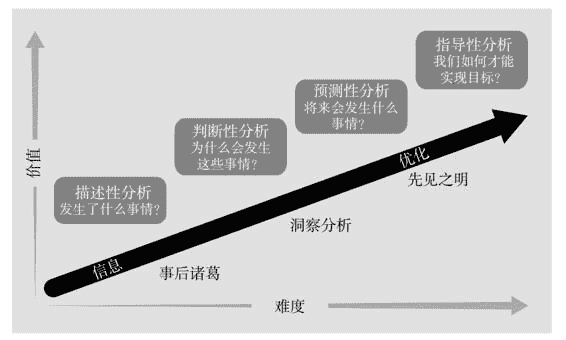 指导性分析
我们如何才能
实现目标?
预测性分析
将来会发生什么
事情?
判断性分析
为什么会发生
这些事情?
描述性分析
发生了什么事情?
价值
优化
先见之明
洞察分析
信息
事后诸葛
难度